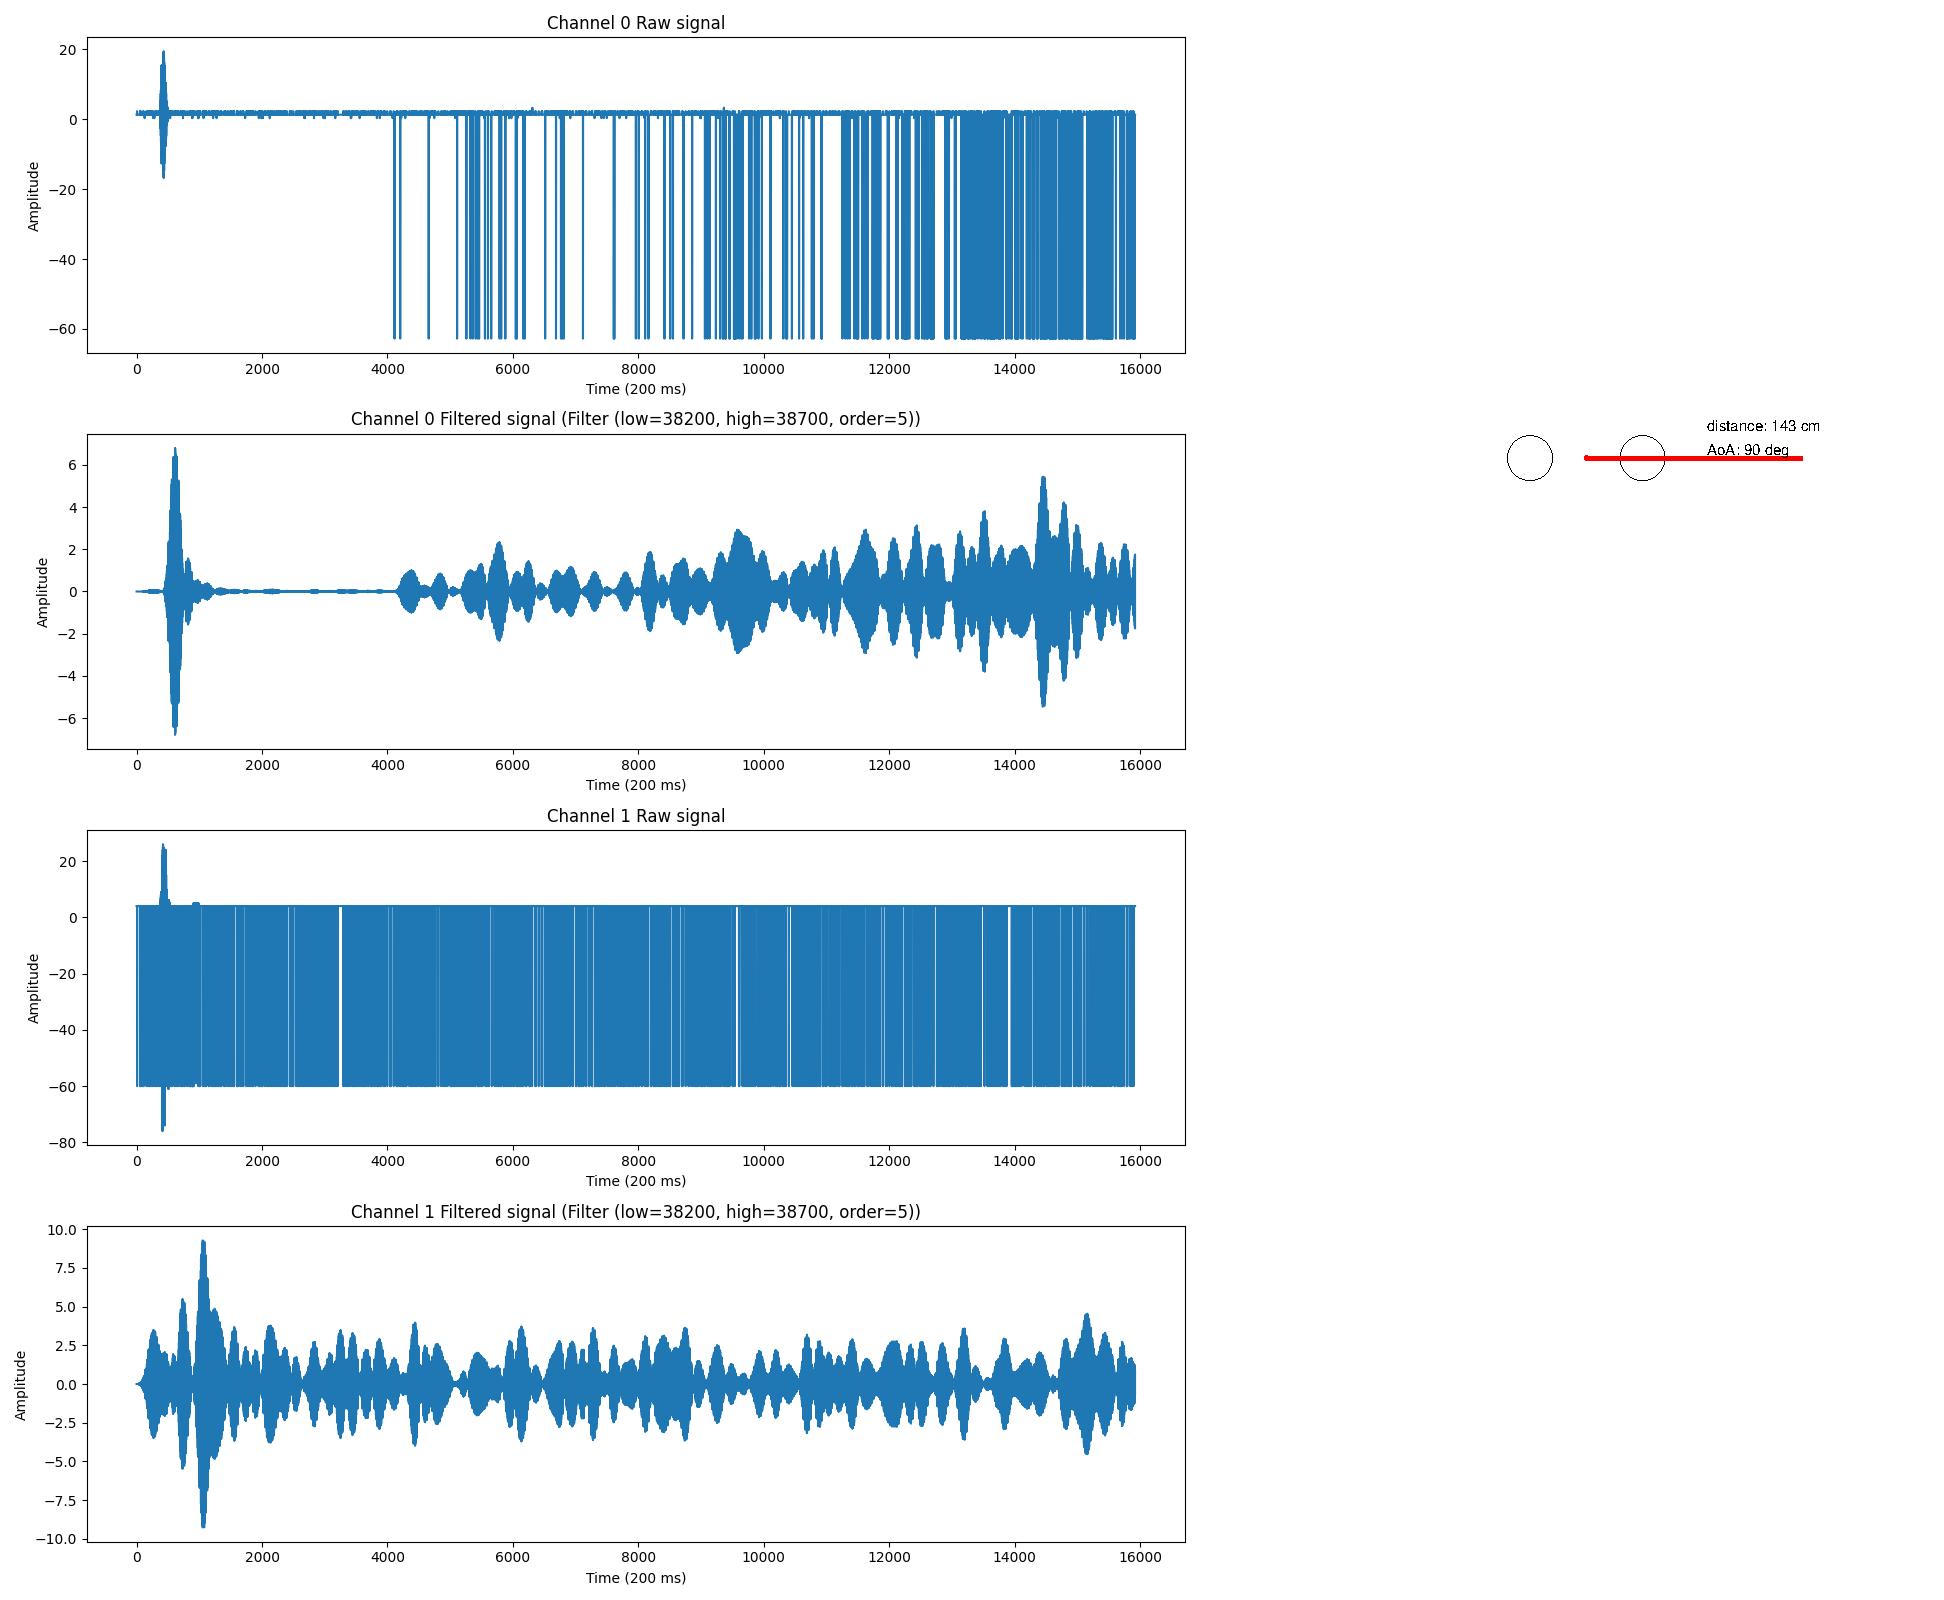 Channel 0 Raw signal
20
0
−20
−40
−60
Amplitude
0 2000 4000 6000 8000 10000 12000 14000 16000
Time (200 ms)
Channel 0 Filtered signal (Filter (low=38200, high=38700, order=5))
6
4
2
0
−2
−4
−6
Amplitude
0 2000 4000 6000 8000 10000 12000 14000 16000
Time (200 ms)
distance: 143 cm
AoA: 90 deg
Channel 1 Raw signal
20
0
−20
−40
−60
−80
Amplitude
0 2000 4000 6000 8000 10000 12000 14000 16000
Time (200 ms)
Channel 1 Filtered signal (Filter (low=38200, high=38700, order=5))
10.0
7.5
5.0
2.5
0.0
−2.5
−5.0
−7.5
−10.0
Amplitude
0 2000 4000 6000 8000 10000 12000 14000 16000
Time (200 ms)